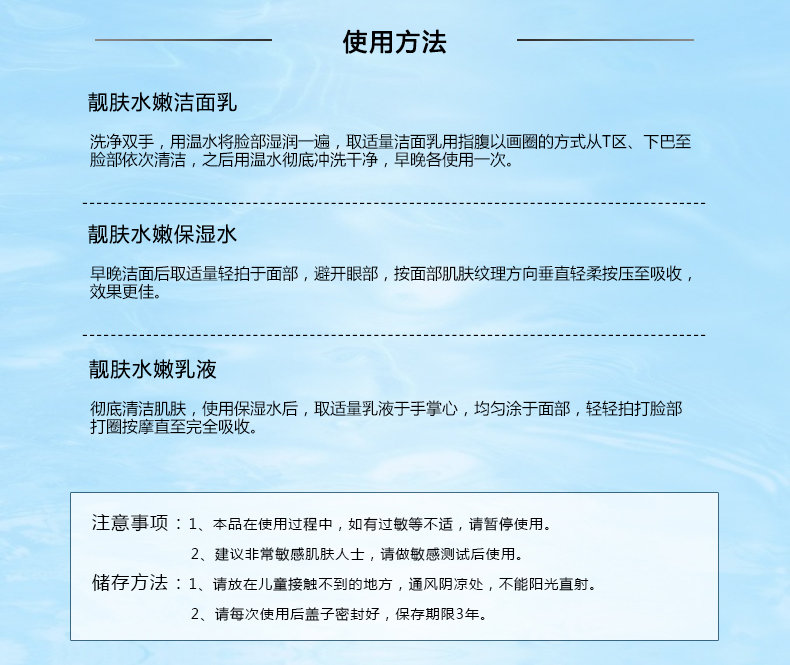 使用方法
靓肤水嫩洁面乳
洗净双手，用温水将脸部湿润一遍，取适量洁面乳用指腹以画圈的方式从T区、下巴至
脸部依次清洁，之后用温水彻底冲洗干净，早晚各使用一次。
靓肤水嫩保湿水
早晚洁面后取适量轻拍于面部，避开眼部，按面部肌肤纹理方向垂直轻柔按压至吸收，
效果更佳。
靓肤水嫩乳液
彻底清洁肌肤，使用保湿水后，取适量乳液于手掌心，均匀涂于面部，轻轻拍打脸部
打圈按摩直至完全吸收。
注意事项：1、本品在使用过程中，如有过敏等不适，请暂停使用。
2、建议非常敏感肌肤人士，请做敏感测试后使用。
储存方法：1、请放在儿童接触不到的地方，通风阴凉处，不能阳光直射。
2、请每次使用后盖子密封好，保存期限3年。